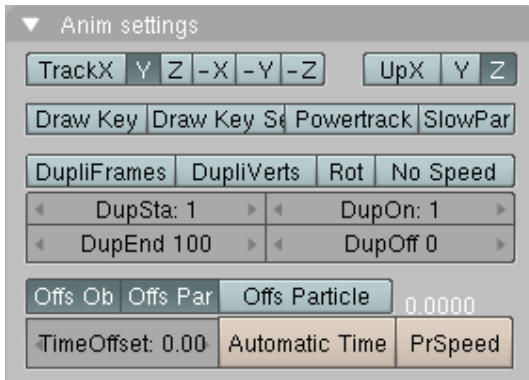 Anim settings
TrackX Y Z -X -Y -Z UpX Y Z
Draw Key Draw Key Se Powertrack SlowPar
DupliFrames DupliVerts Rot No Speed
DupSta: 1 DupOn: 1
DupEnd 100 DupOff 0
Offs Ob Offs Par Offs Particle 0.0000
TimeOffset: 0.00 Automatic Time PrSpeed